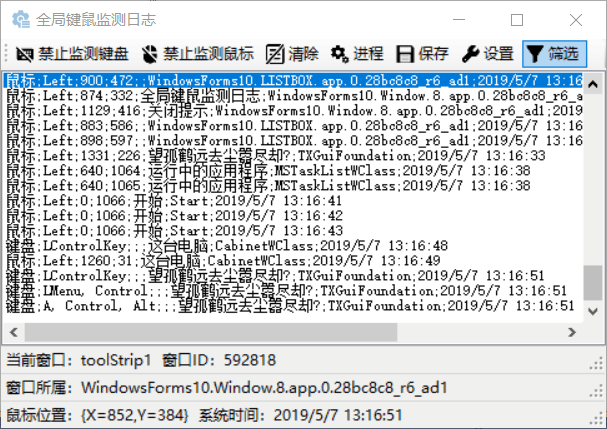 全局键鼠监测日志
禁止监测键盘 禁止监测鼠标 清除 进程 保存 设置 筛选
鼠标;Left;900;472;;WindowsForms10.LISTBOX.app.0.28bc8c8_r6_ad1;2019/5/7 13:16
鼠标;Left;874;332;全局键鼠监测日志;WindowsForms10.Window.8.app.0.28bc8c8_r6_a
鼠标;Left;1129;416;关闭提示;WindowsForms10.Window.8.app.0.28bc8c8_r6_ad1;2019
鼠标;Left;883;586;;WindowsForms10.LISTBOX.app.0.28bc8c8_r6_ad1;2019/5/7 13:16
鼠标;Left;898;597;;WindowsForms10.LISTBOX.app.0.28bc8c8_r6_ad1;2019/5/7 13:16
鼠标;Left;1331;226;望孤鹤远去尘嚣尽却?;TXGuiFoundation;2019/5/7 13:16:33
鼠标;Left;640;1064;运行中的应用程序;MSTaskListWClass;2019/5/7 13:16:38
鼠标;Left;640;1065;运行中的应用程序;MSTaskListWClass;2019/5/7 13:16:38
鼠标;Left;0;1066;开始;Start;2019/5/7 13:16:41
鼠标;Left;0;1066;开始;Start;2019/5/7 13:16:42
鼠标;Left;0;1066;开始;Start;2019/5/7 13:16:43
键盘;LControlKey;;;这台电脑;CabinetWClass;2019/5/7 13:16:48
鼠标;Left;1260;31;这台电脑;CabinetWClass;2019/5/7 13:16:49
键盘;LControlKey;;;望孤鹤远去尘嚣尽却?;TXGuiFoundation;2019/5/7 13:16:51
键盘;LMenu, Control;;;望孤鹤远去尘嚣尽却?;TXGuiFoundation;2019/5/7 13:16:51
键盘;A, Control, Alt;;;望孤鹤远去尘嚣尽却?;TXGuiFoundation;2019/5/7 13:16:51
当前窗口：toolStrip1 窗口ID：592818
窗口所属：WindowsForms10.Window.8.app.0.28bc8c8_r6_ad1
鼠标位置：{X=852,Y=384} 系统时间：2019/5/7 13:16:51